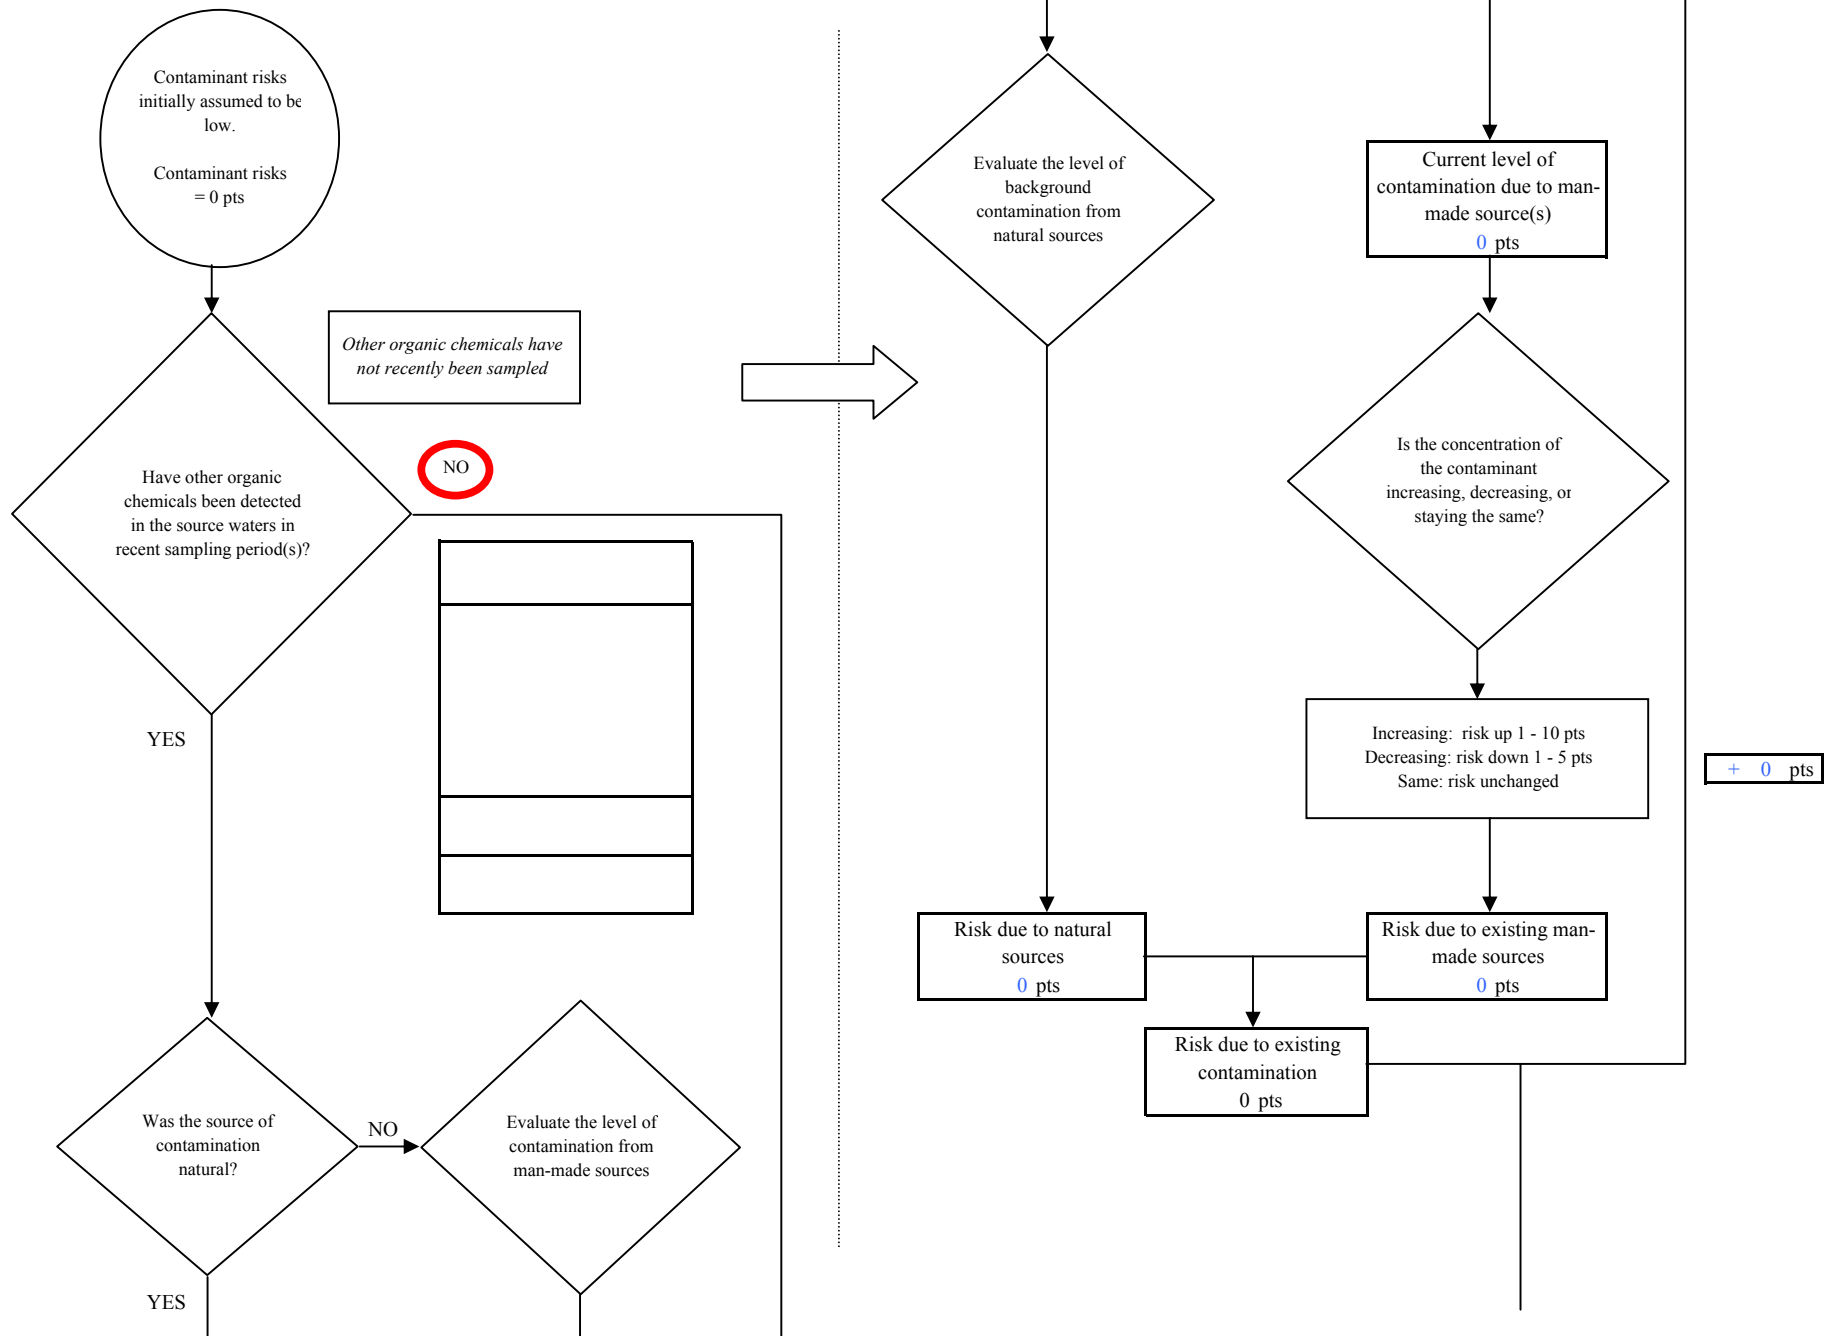 Contaminant risks
initially assumed to be
low.
Contaminant risks
= 0 pts
Other organic chemicals have
not recently been sampled
NO
Have other organic
chemicals been detected
in the source waters in
recent sampling period(s)?
YES
Was the source of
contamination
natural?
NO
Evaluate the level of
contamination from
man-made sources
YES
Evaluate the level of
background
contamination from
natural sources
Current level of
contamination due to man-
made source(s)
0 pts
Is the concentration of
the contaminant
increasing, decreasing, or
staying the same?
Increasing: risk up 1 - 10 pts
Decreasing: risk down 1 - 5 pts
Same: risk unchanged
+ 0 pts
Risk due to natural
sources
0 pts
Risk due to existing man-
made sources
0 pts
Risk due to existing
contamination
0 pts